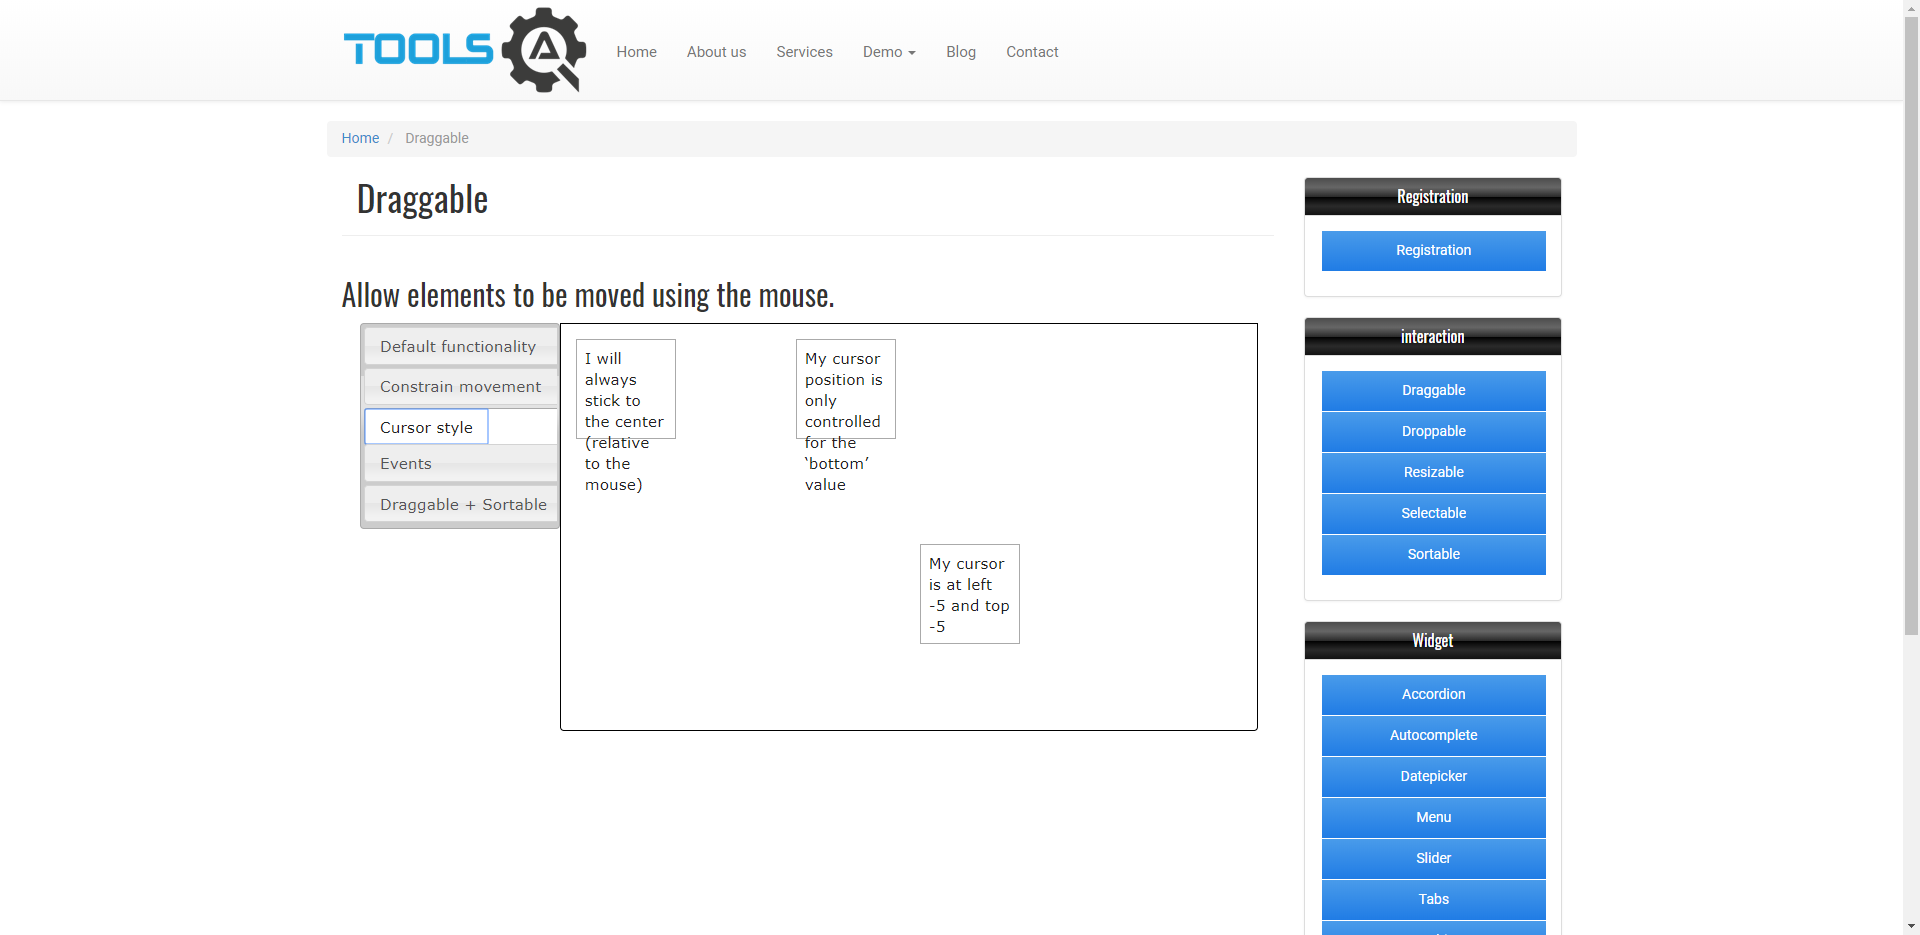 TOOLS QA
Home
About us
Services
Demo
Blog
Contact
Home / Draggable
Draggable
Allow elements to be moved using the mouse.
Default functionality
Constrain movement
Cursor style
Events
Draggable + Sortable
I will
always
stick to
the center
(relative
to the
mouse)
My cursor
position is
only
controlled
for the
‘bottom’
value
My cursor
is at left
-5 and top
-5
Registration
Registration
interaction
Draggable
Droppable
Resizable
Selectable
Sortable
Widget
Accordion
Autocomplete
Datepicker
Menu
Slider
Tabs